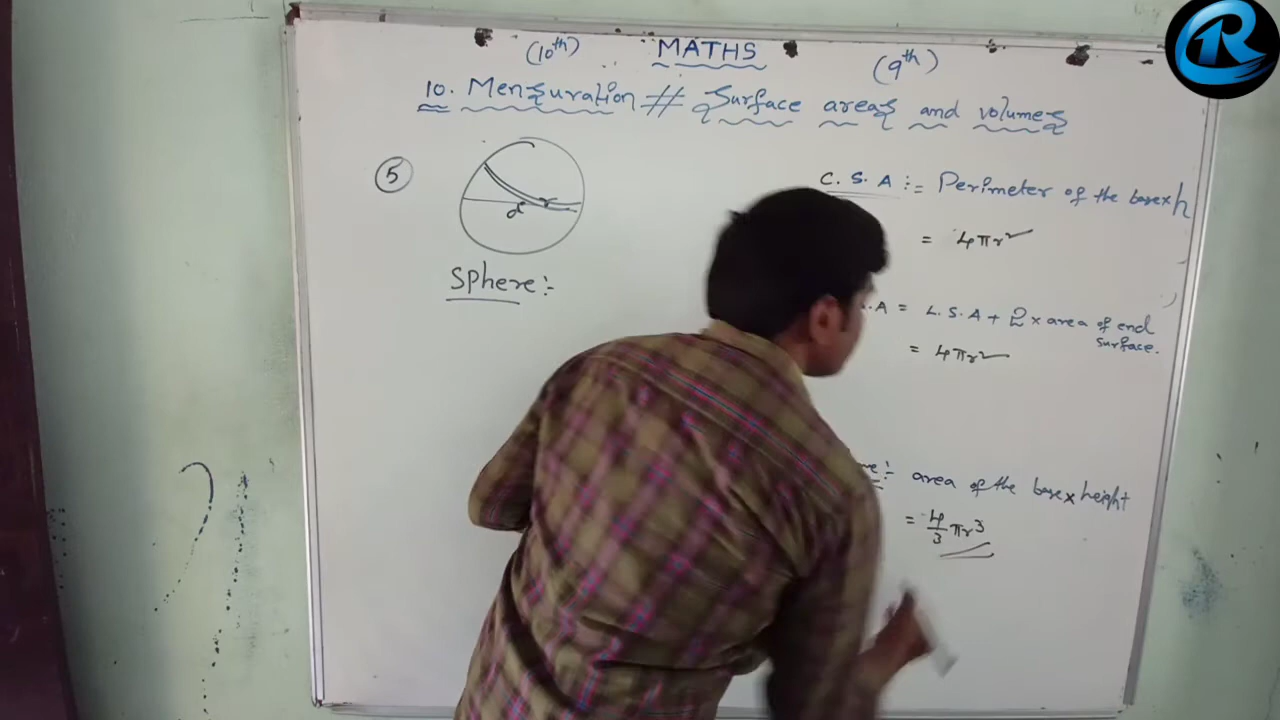 (10th) MATHS (9th)
10. Mensuration // Surface areas and volumes
5
d r
Sphere:-
C. S. A := Perimeter of the base x h
= 4πr²
.A = L. S. A + 2 x area of end
surface.
= 4πr²
me:- area of the base x height
= 4/3 πr³
R